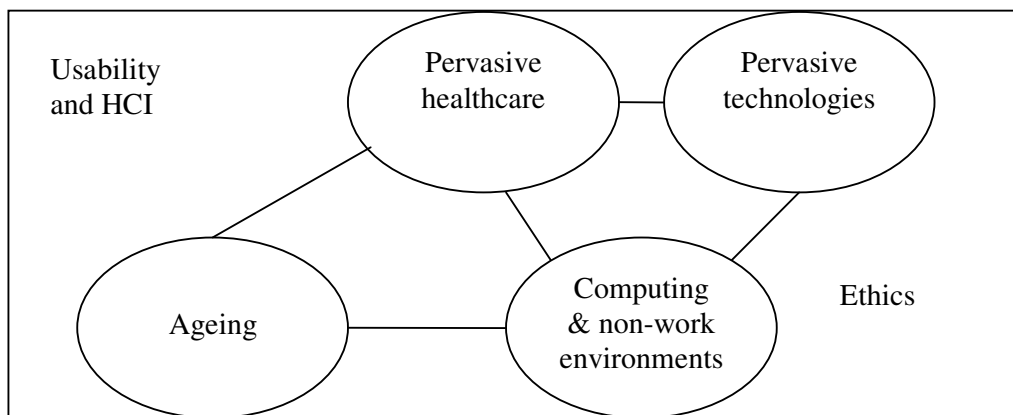 Usability
and HCI
Pervasive
healthcare
Pervasive
technologies
Ageing
Computing
& non-work
environments
Ethics